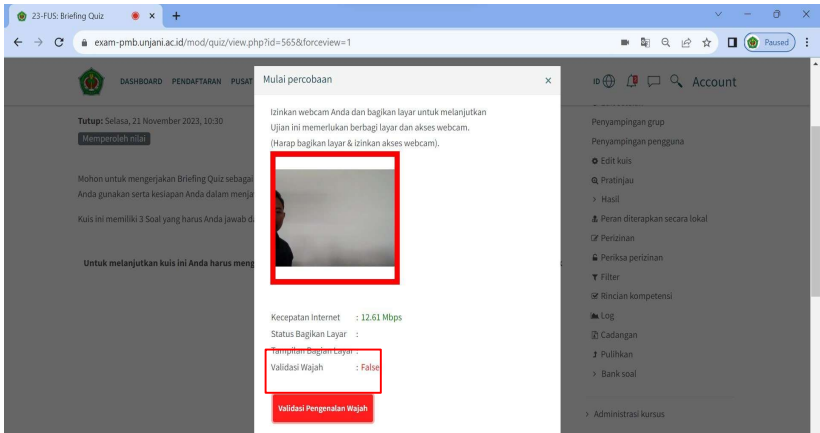 23-FUS: Briefing Quiz
exam-pmb.unjani.ac.id/mod/quiz/view.php?id=565&forceview=1
Paused
DASHBOARD PENDAFTARAN PUSAT
ID
Account
Tutup: Selasa, 21 November 2023, 10:30
Memperoleh nilai
Mohon untuk mengerjakan Briefing Quiz sebagai
Anda gunakan serta kesiapan Anda dalam
Kuis ini memiliki 3 Soal yang harus Anda jawab
Untuk melanjutkan kuis ini Anda harus
Mulai percobaan
Izinkan webcam Anda dan bagikan layar untuk melanjutkan
Ujian ini memerlukan berbagi layar dan akses webcam.
(Harap bagikan layar & izinkan akses webcam).
Kecepatan Internet : 12.61 Mbps
Status Bagikan Layar :
Tampilan Bagian Layar :
Validasi Wajah : False
Validasi Pengenalan Wajah
Penyampingan grup
Penyampingan pengguna
Edit kuis
Pratinjau
Hasil
Peran diterapkan secara lokal
Perizinan
Periksa perizinan
Filter
Rincian kompetensi
Log
Cadangan
Pulihkan
Bank soal
Administrasi kursus